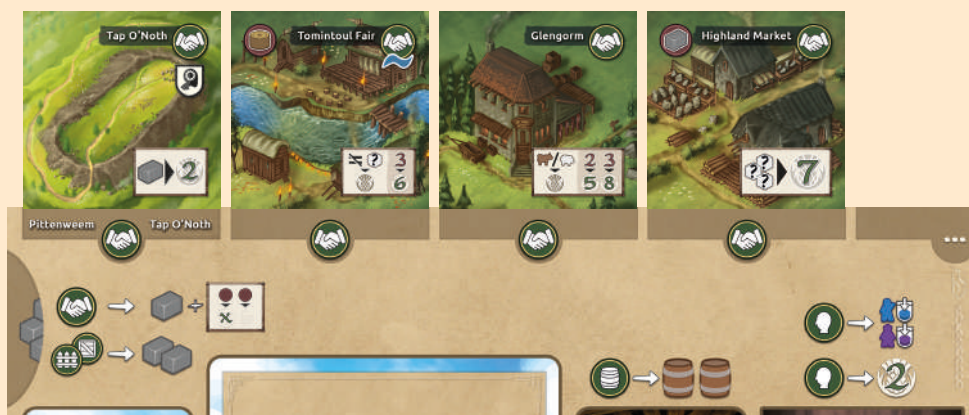 Tap O'Noth
Tomintoul Fair
Glengorm
Highland Market
2
? 3
6
/ 2 3
5 8
? ? ?
7
Pittenweem
Tap O'Noth
...
2